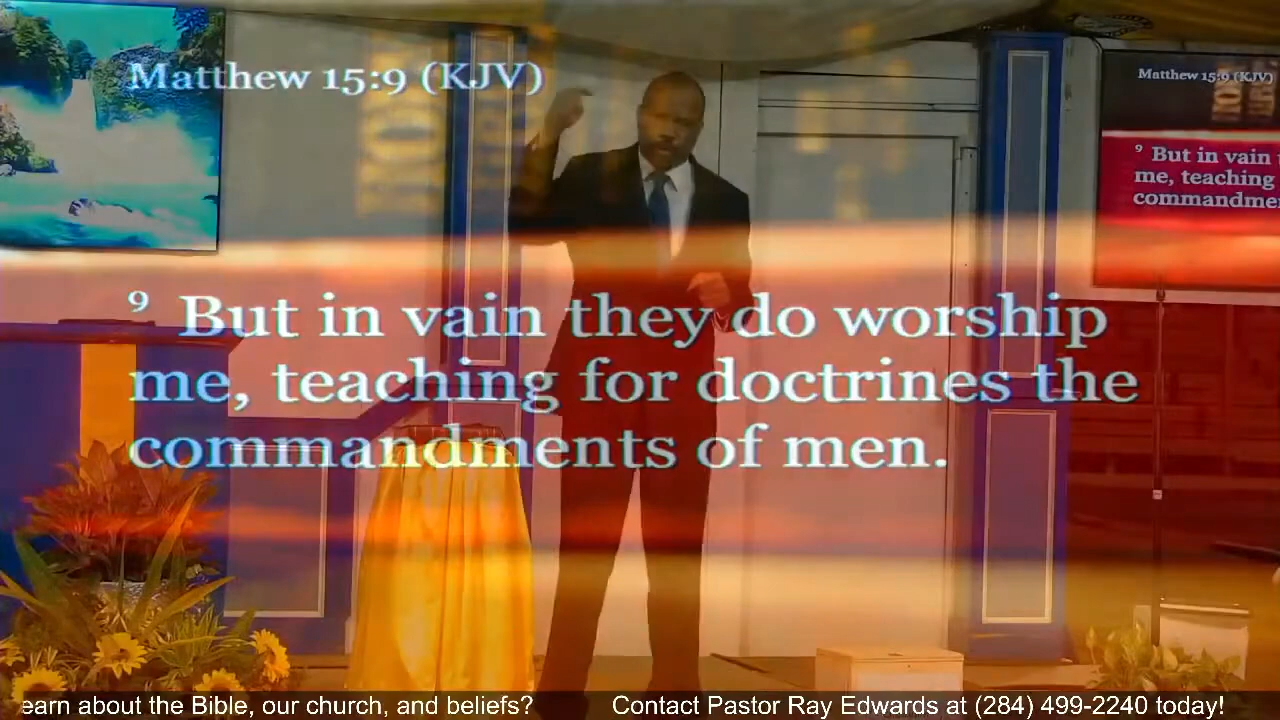 Matthew 15:9 (KJV)
9 But in vain they do worship
me, teaching for doctrines the
commandments of men.
Matthew 15:9 (KJV)
9 But in vain
me, teaching
commandme
earn about the Bible, our church, and beliefs? Contact Pastor Ray Edwards at (284) 499-2240 today!